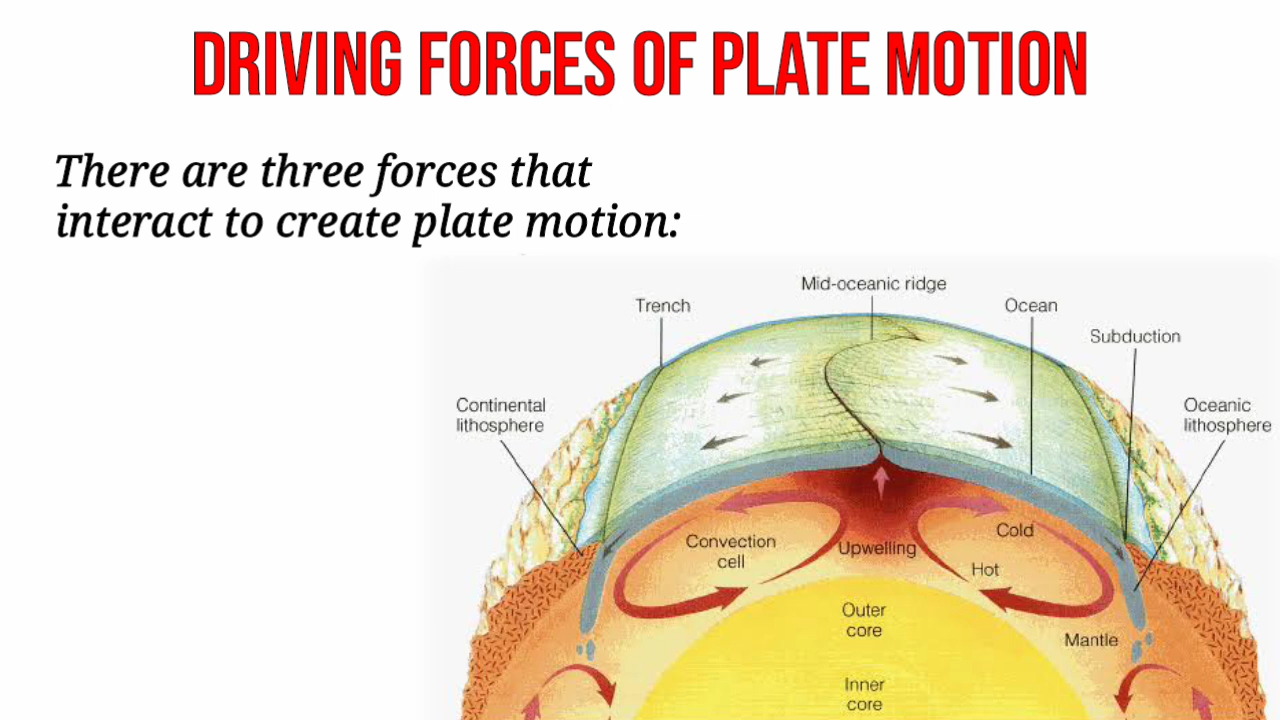 DRIVING FORCES OF PLATE MOTION
There are three forces that
interact to create plate motion:
Mid-oceanic ridge
Trench
Ocean
Subduction
Continental
lithosphere
Oceanic
lithosphere
Convection
cell
Upwelling
Cold
Hot
Outer
core
Mantle
Inner
core